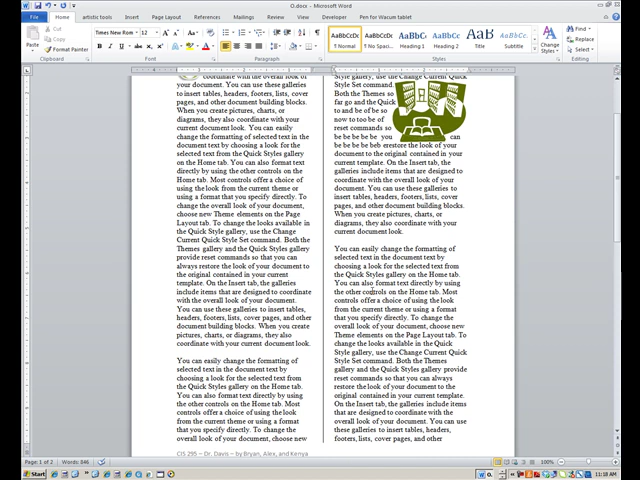 O.docx - Microsoft Word
File Home artistic tools Insert Page Layout References Mailings Review View Developer Pen for Wacum tablet
Cut
Copy
Paste
Format Painter
Clipboard
Times New Rom 12
Font
Paragraph
AaBbCcDc AaBbCcDc AaBbC AaBbCc AaB AaBbCc
¶ Normal ¶ No Spaci... Heading 1 Heading 2 Title Subtitle
Change Styles
Styles
Find
Replace
Select
Editing
coordinate with the overall look of
your document. You can use these galleries
to insert tables, headers, footers, lists, cover
pages, and other document building blocks.
When you create pictures, charts, or
diagrams, they also coordinate with your
current document look. You can easily
change the formatting of selected text in the
document text by choosing a look for the
selected text from the Quick Styles gallery
on the Home tab. You can also format text
directly by using the other controls on the
Home tab. Most controls offer a choice of
using the look from the current theme or
using a format that you specify directly. To
change the overall look of your document,
choose new Theme elements on the Page
Layout tab. To change the looks available in
the Quick Style gallery, use the Change
Current Quick Style Set command. Both the
Themes gallery and the Quick Styles gallery
provide reset commands so that you can
always restore the look of your document to
the original contained in your current
template. On the Insert tab, the galleries
include items that are designed to coordinate
with the overall look of your document.
You can use these galleries to insert tables,
headers, footers, lists, cover pages, and other
document building blocks. When you create
pictures, charts, or diagrams, they also
coordinate with your current document look.
You can easily change the formatting of
selected text in the document text by
choosing a look for the selected text from
the Quick Styles gallery on the Home tab.
You can also format text directly by using
the other controls on the Home tab. Most
controls offer a choice of using the look
from the current theme or using a format
that you specify directly. To change the
overall look of your document, choose new
Style gallery, use the Change Current Quick
Style Set command.
Both the Themes so
far go and the Quick
to and be of be so
now to too be of
reset commands so
be be be be be you can
be be be be beb erestore the look of your
document to the original contained in your
current template. On the Insert tab, the
galleries include items that are designed to
coordinate with the overall look of your
document. You can use these galleries to
insert tables, headers, footers, lists, cover
pages, and other document building blocks.
When you create pictures, charts, or
diagrams, they also coordinate with your
current document look.
You can easily change the formatting of
selected text in the document text by
choosing a look for the selected text from
the Quick Styles gallery on the Home tab.
You can also format text directly by using
the other controls on the Home tab. Most
controls offer a choice of using the look
from the current theme or using a format
that you specify directly. To change the
overall look of your document, choose new
Theme elements on the Page Layout tab. To
change the looks available in the Quick
Style gallery, use the Change Current Quick
Style Set command. Both the Themes
gallery and the Quick Styles gallery provide
reset commands so that you can always
restore the look of your document to the
original contained in your current template.
On the Insert tab, the galleries include items
that are designed to coordinate with the
overall look of your document. You can use
these galleries to insert tables, headers,
footers, lists, cover pages, and other
CIS 295 – Dr. Davis – by Bryan, Alex, and Kenya
Page: 1 of 2 Words: 846
100%
Start
11:18 AM